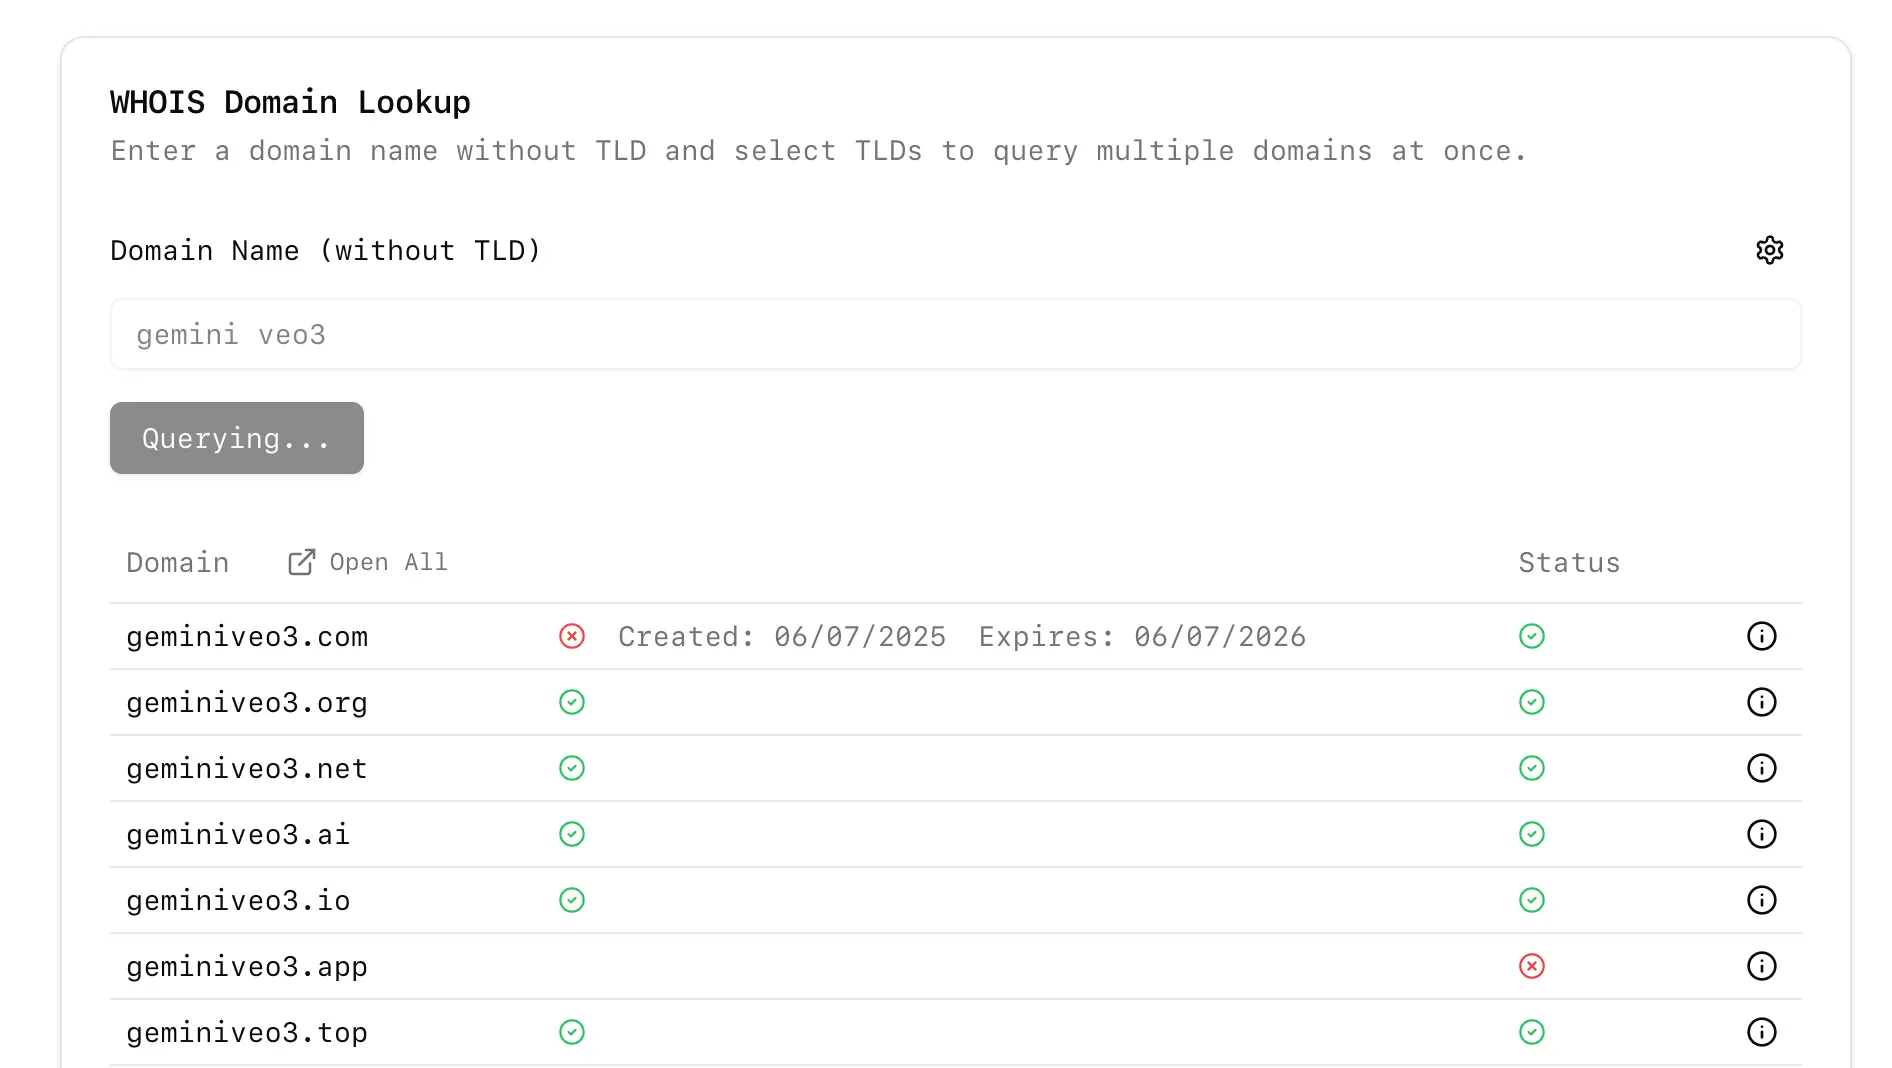 WHOIS Domain Lookup
Enter a domain name without TLD and select TLDs to query multiple domains at once.
Domain Name (without TLD)
gemini veo3
Querying...
Domain Open All Status
geminiveo3.com Created: 06/07/2025 Expires: 06/07/2026
geminiveo3.org
geminiveo3.net
geminiveo3.ai
geminiveo3.io
geminiveo3.app
geminiveo3.top